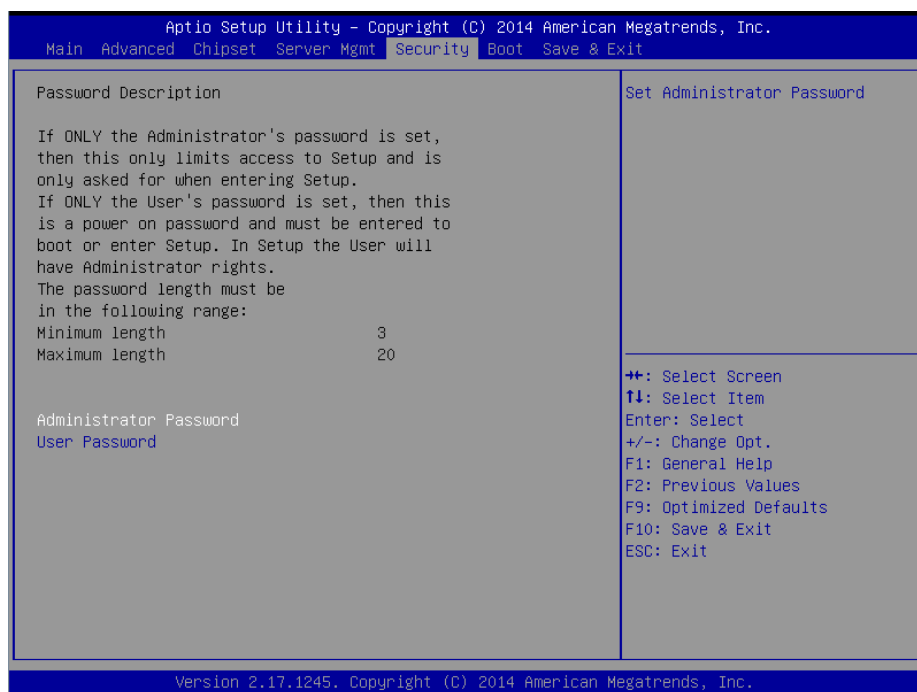 Aptio Setup Utility – Copyright (C) 2014 American Megatrends, Inc.
Main Advanced Chipset Server Mgmt Security Boot Save & Exit
Password Description
If ONLY the Administrator's password is set,
then this only limits access to Setup and is
only asked for when entering Setup.
If ONLY the User's password is set, then this
is a power on password and must be entered to
boot or enter Setup. In Setup the User will
have Administrator rights.
The password length must be
in the following range:
Minimum length 3
Maximum length 20
Administrator Password
User Password
Set Administrator Password
→←: Select Screen
↑↓: Select Item
Enter: Select
+/-: Change Opt.
F1: General Help
F2: Previous Values
F9: Optimized Defaults
F10: Save & Exit
ESC: Exit
Version 2.17.1245. Copyright (C) 2014 American Megatrends, Inc.